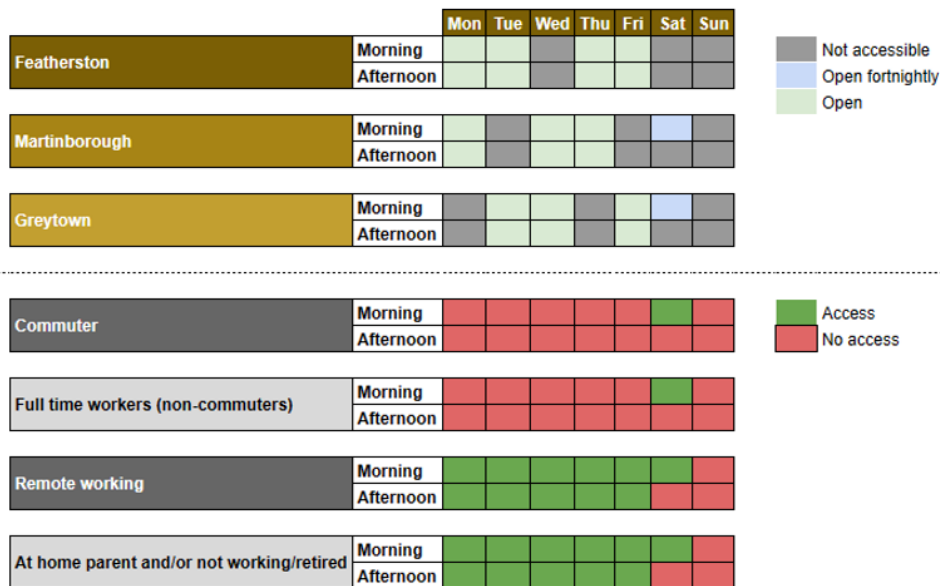 Mon Tue Wed Thu Fri Sat Sun
Featherston
Morning
Afternoon
Not accessible
Open fortnightly
Open
Martinborough
Morning
Afternoon
Greytown
Morning
Afternoon
Commuter
Morning
Afternoon
Access
No access
Full time workers (non-commuters)
Morning
Afternoon
Remote working
Morning
Afternoon
At home parent and/or not working/retired
Morning
Afternoon